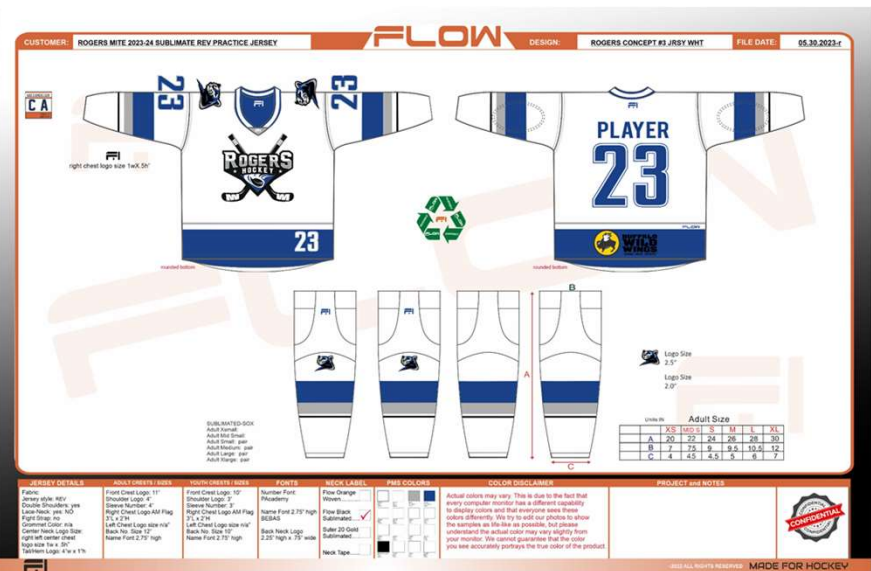 FLOW
CUSTOMER: ROGERS MITE 2023-24 SUBLIMATE REV PRACTICE JERSEY
DESIGN: ROGERS CONCEPT #3 JRSY WHT
FILE DATE: 05.30.2023-r
CA
right chest logo size 1wX.5h"
23
23
ROGERS
HOCKEY
23
rounded bottom
PLAYER
23
FLOW
BUFFALO
WILD
WINGS
rounded bottom
B
A
C
Logo Size
2.5"
Logo Size
2.0"
SUBLIMATED-SOX
Adult Xsmall:
Adult Mid Small:
Adult Small: pair
Adult Medium: pair
Adult Large: pair
Adult Xlarge: pair
Units IN Adult Size
XS MID S S M L XL
A 20 22 24 26 28 30
B 7 7.5 9 9.5 10.5 12
C 4 4.5 4.5 5 6 7
JERSEY DETAILS
Fabric:
Jersey style: REV
Double Shoulders: yes
Lace-Neck: yes: NO
Fight Strap: no
Grommet Color: n/a
Center Neck Logo Size:
right left center chest
logo size 1w x .5h"
Tail/Hem Logo: 4"w x 1"h
ADULT CRESTS / SIZES
Front Crest Logo: 11"
Shoulder Logo: 4"
Sleeve Number: 4"
Right Chest Logo AM Flag
3"L x 2"H
Left Chest Logo size n/a"
Back No. Size 12"
Name Font 2.75" high
YOUTH CRESTS / SIZES
Front Crest Logo: 10"
Shoulder Logo: 3"
Sleeve Number: 3"
Right Chest Logo AM Flag
3"L x 2"H
Left Chest Logo size n/a"
Back No. Size 10"
Name Font 2.75" high
FONTS
Number Font:
PAcademy
Name Font 2.75" high
BEBAS
Back Neck Logo
2.25" high x .75" wide
NECK LABEL
Flow Orange
Woven
Flow Black
Sublimated
Suter 20 Gold
Sublimated
Neck Tape
PMS COLORS
COLOR DISCLAIMER
Actual colors may vary. This is due to the fact that
every computer monitor has a different capability
to display colors and that everyone sees these
colors differently. We try to edit our photos to show
the samples as life-like as possible, but please
understand the actual color may vary slightly from
your monitor. We cannot guarantee that the color
you see accurately portrays the true color of the product.
PROJECT and NOTES
CONFIDENTIAL
2022 ALL RIGHTS RESERVED MADE FOR HOCKEY